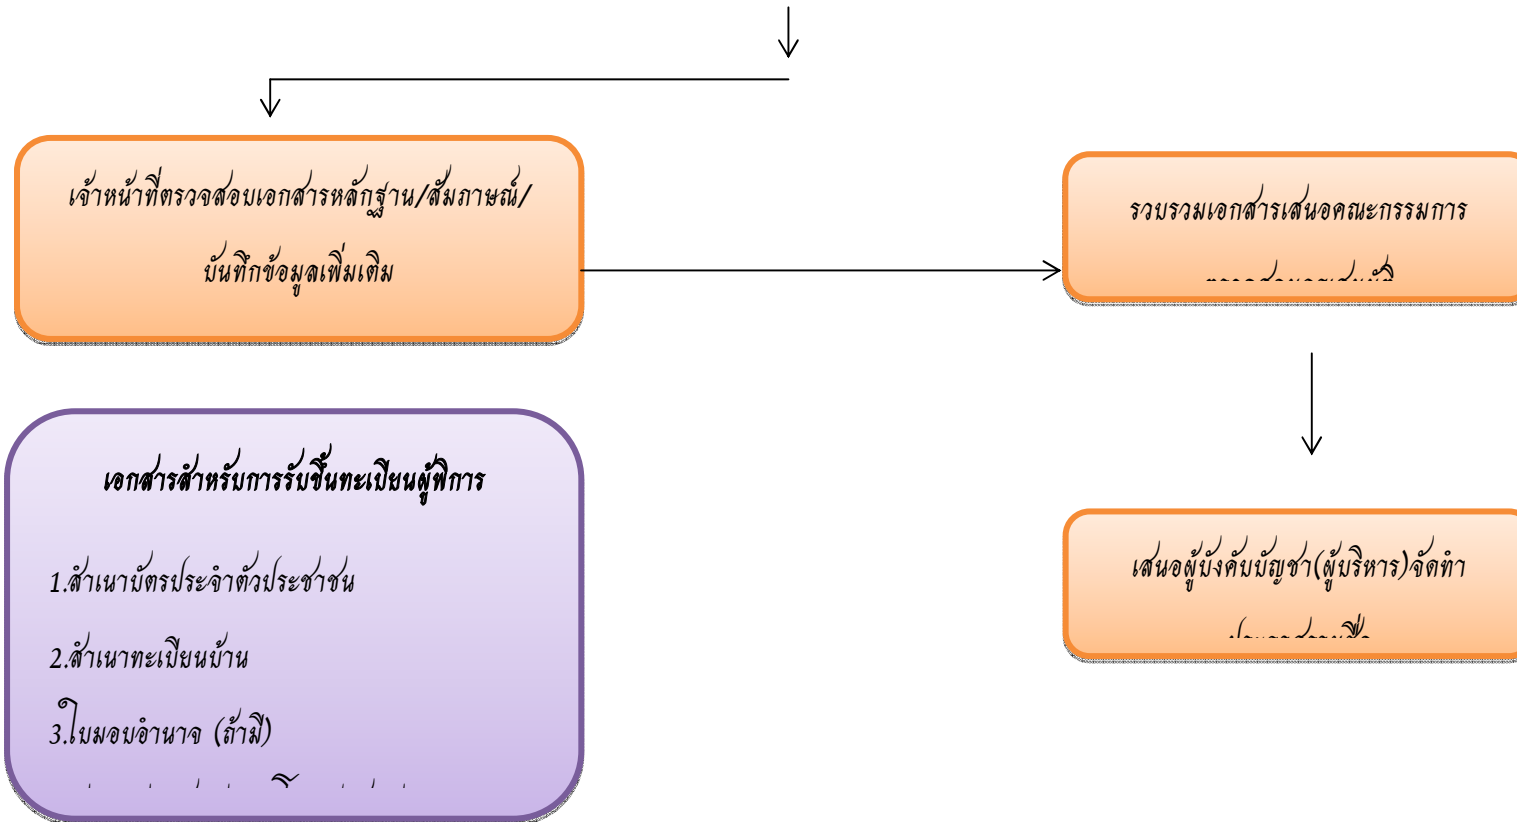 เจ้าหน้าที่ตรวจสอบเอกสารหลักฐาน/สัมภาษณ์/
บันทึกข้อมูลเพิ่มเติม
รวบรวมเอกสารเสนอคณะกรรมการ
เอกสารสำหรับการรับขึ้นทะเบียนผู้พิการ
1.สำเนาบัตรประจำตัวประชาชน
2.สำเนาทะเบียนบ้าน
3.ใบมอบอำนาจ (ถ้ามี)
เสนอผู้บังคับบัญชา(ผู้บริหาร)จัดทำ